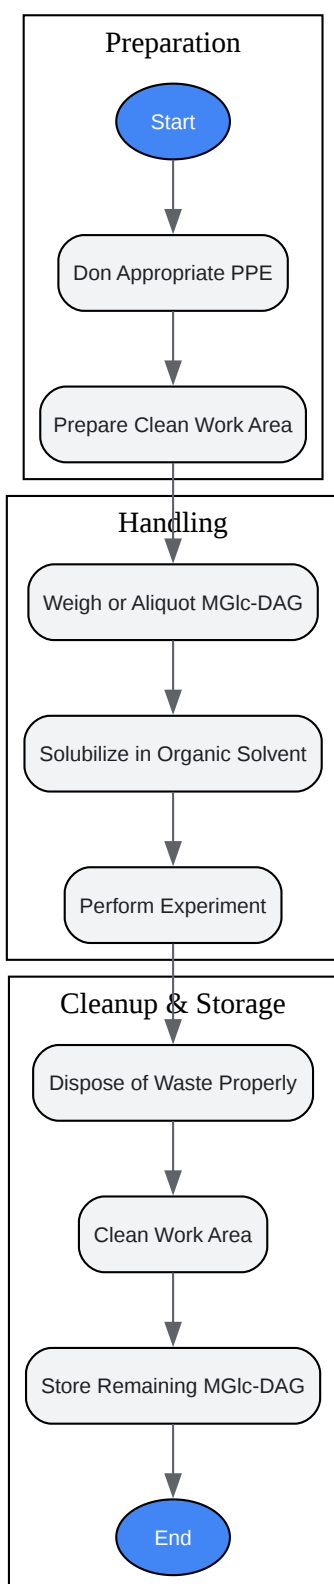 Preparation
Start
Don Appropriate PPE
Prepare Clean Work Area
Handling
Weigh or Aliquot MGlc-DAG
Solubilize in Organic Solvent
Perform Experiment
Cleanup & Storage
Dispose of Waste Properly
Clean Work Area
Store Remaining MGlc-DAG
End